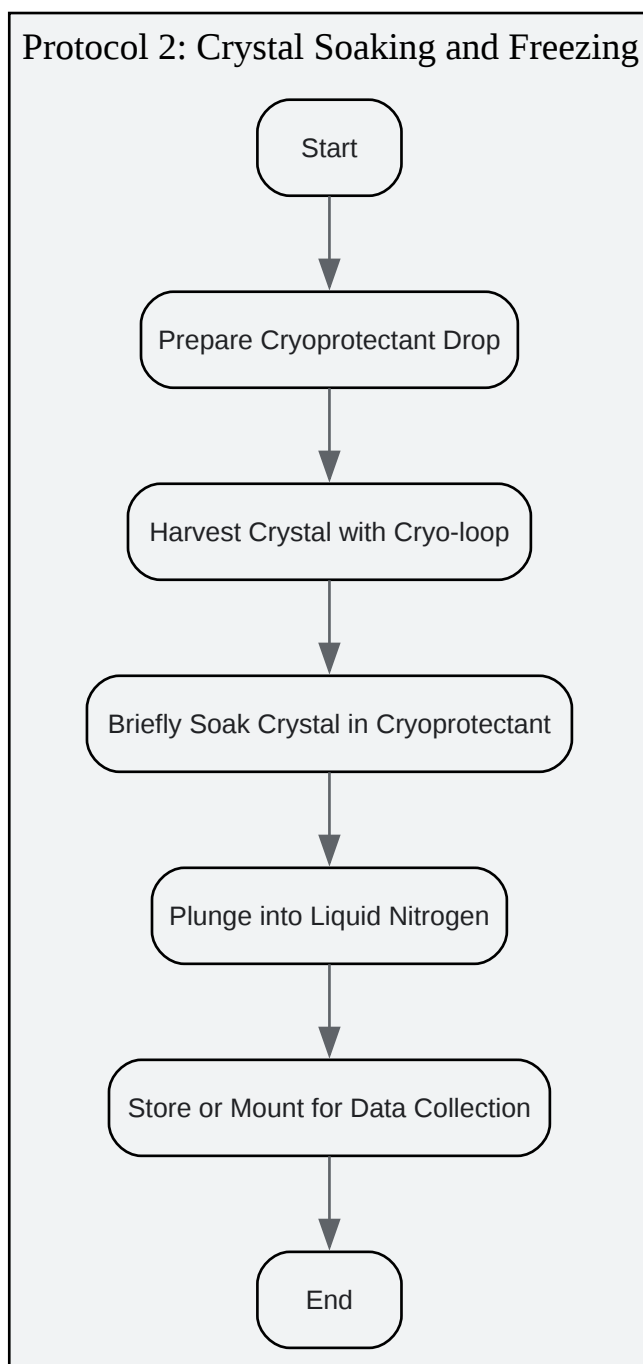 Protocol 2: Crystal Soaking and Freezing
Start
Prepare Cryoprotectant Drop
Harvest Crystal with Cryo-loop
Briefly Soak Crystal in Cryoprotectant
Plunge into Liquid Nitrogen
Store or Mount for Data Collection
End